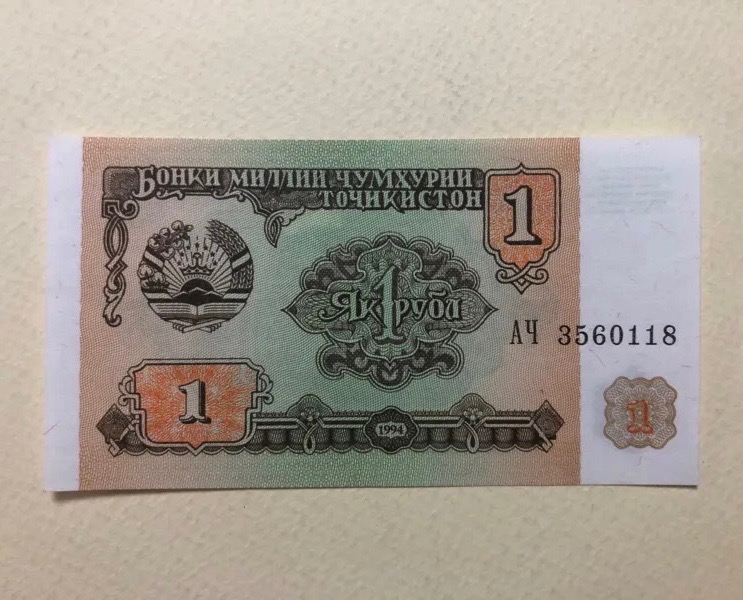 БОНКИ МИЛЛИИ ҶУМҲУРИИ
ТОҶИКИСТОН
1
ЯК 1 РУБЛ
АЧ 3560118
1
1994
1